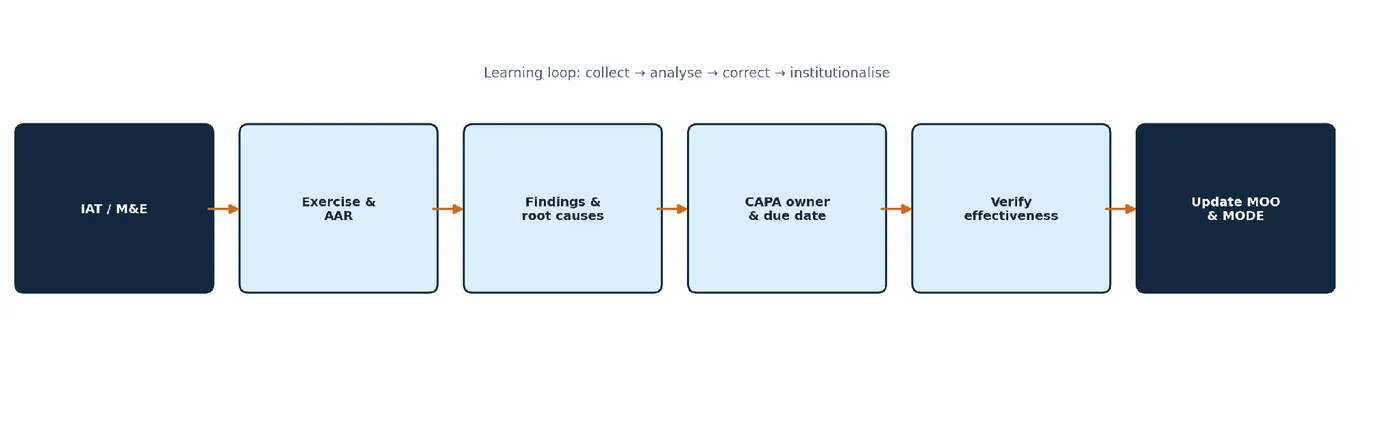 Learning loop: collect → analyse → correct → institutionalise
IAT / M&E
Exercise &
AAR
Findings &
root causes
CAPA owner
& due date
Verify
effectiveness
Update MOO
& MODE